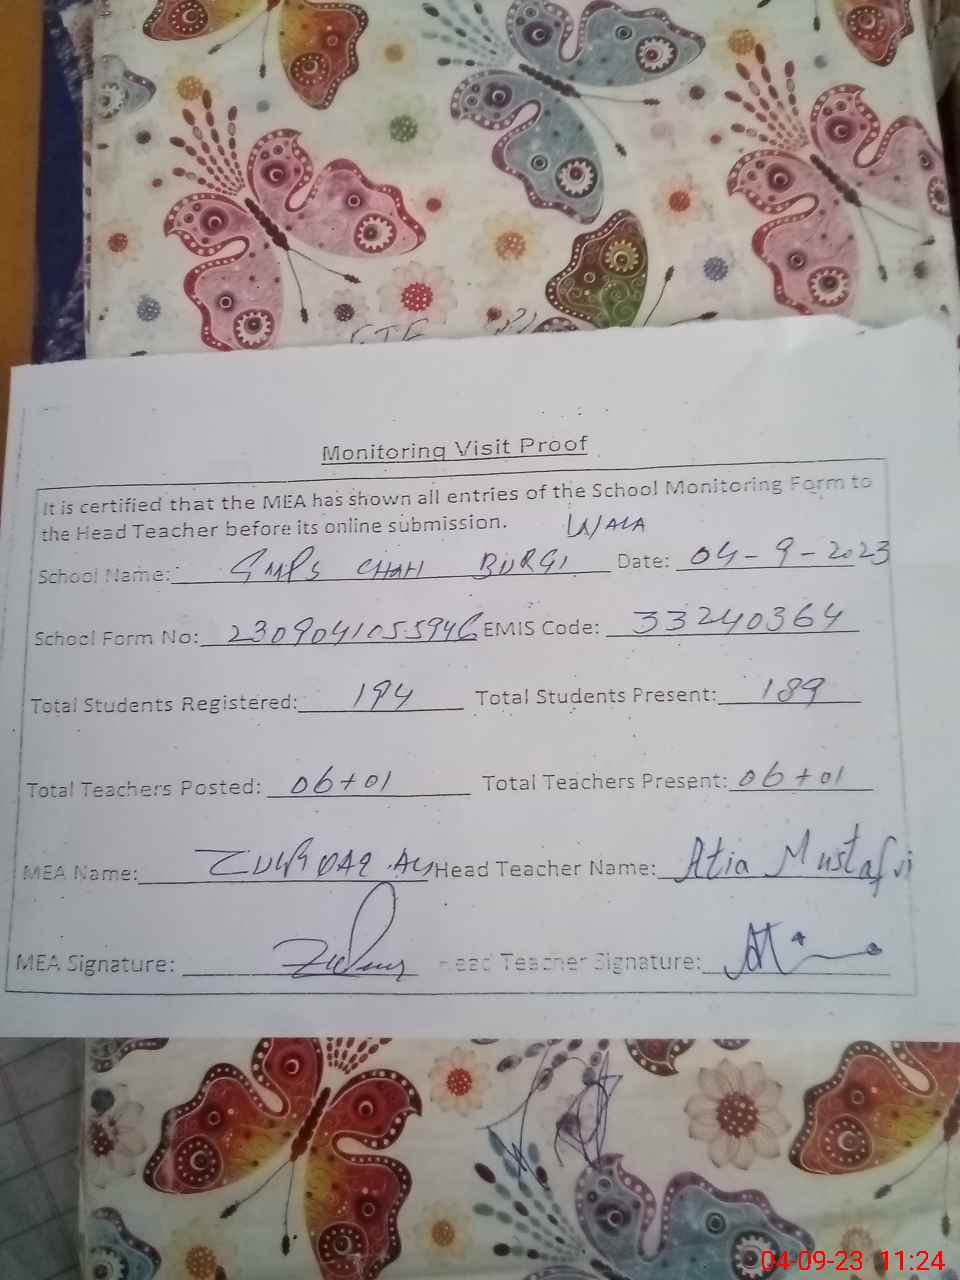 Monitoring Visit Proof
It is certified that the MEA has shown all entries of the School Monitoring Form to
the Head Teacher before its online submission. WALA
School Name: GMPS CHAH BURGI Date: 04-9-2023
School Form No: 2309041055946 EMIS Code: 33240364
Total Students Registered: 194 Total Students Present: 189
Total Teachers Posted: 06+01 Total Teachers Present: 06+01
MEA Name: ZULFIQAR ALI Head Teacher Name: Atia Mustafvi
MEA Signature: Head Teacher Signature:
04-09-23 11:24